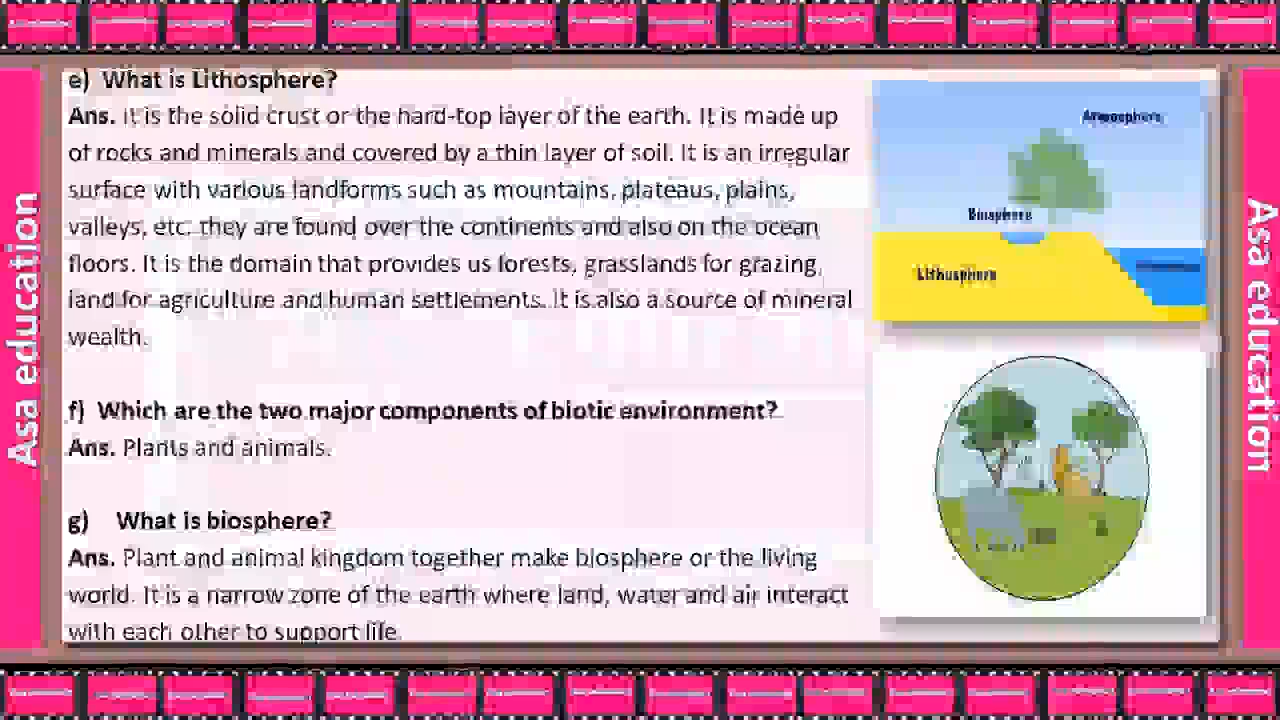 e) What is Lithosphere?
Ans. It is the solid crust or the hard-top layer of the earth. It is made up
of rocks and minerals and covered by a thin layer of soil. It is an irregular
surface with various landforms such as mountains, plateaus, plains,
valleys, etc. they are found over the continents and also on the ocean
floors. It is the domain that provides us forests, grasslands for grazing,
land for agriculture and human settlements. It is also a source of mineral
wealth.
f) Which are the two major components of biotic environment?
Ans. Plants and animals.
g) What is biosphere?
Ans. Plant and animal kingdom together make biosphere or the living
world. It is a narrow zone of the earth where land, water and air interact
with each other to support life.
Atmosphere
Biosphere
Lithosphere
Asa education
Asa education